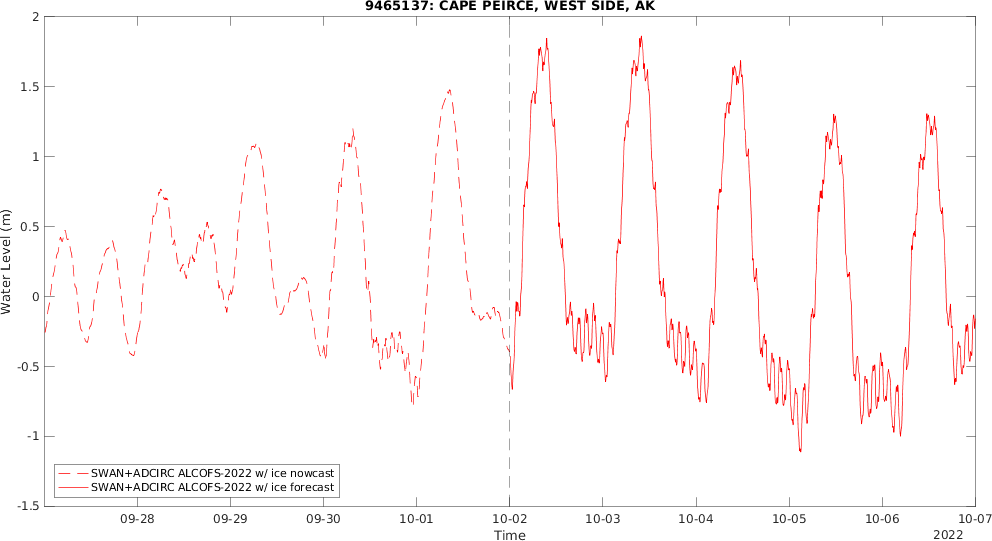 9465137: CAPE PEIRCE, WEST SIDE, AK
2
1.5
1
0.5
0
-0.5
-1
-1.5
Water Level (m)
SWAN+ADCIRC ALCOFS-2022 w/ ice nowcast
SWAN+ADCIRC ALCOFS-2022 w/ ice forecast
09-28 09-29 09-30 10-01 10-02 10-03 10-04 10-05 10-06 10-07
Time
2022